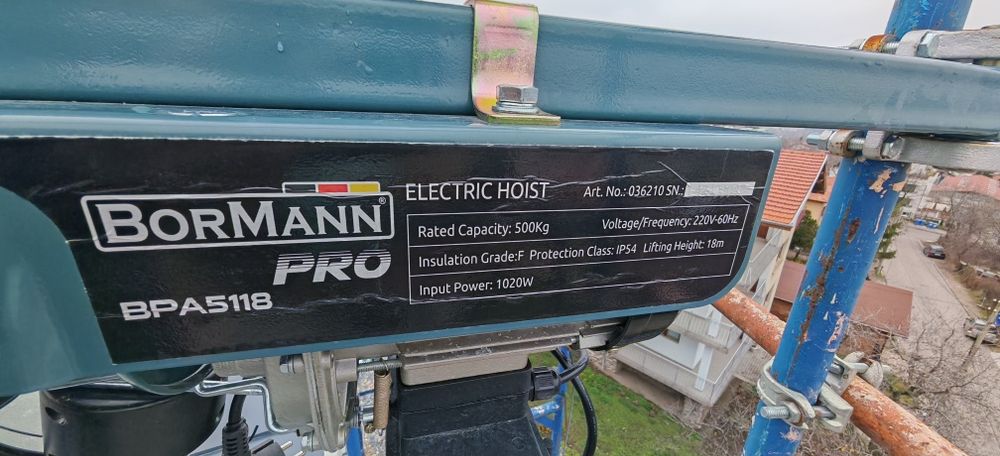 BORMANN®
PRO
BPA5118
ELECTRIC HOIST Art. No.: 036210 SN.:
Rated Capacity: 500Kg Voltage/Frequency: 220V-60Hz
Insulation Grade:F Protection Class: IP54 Lifting Height: 18m
Input Power: 1020W